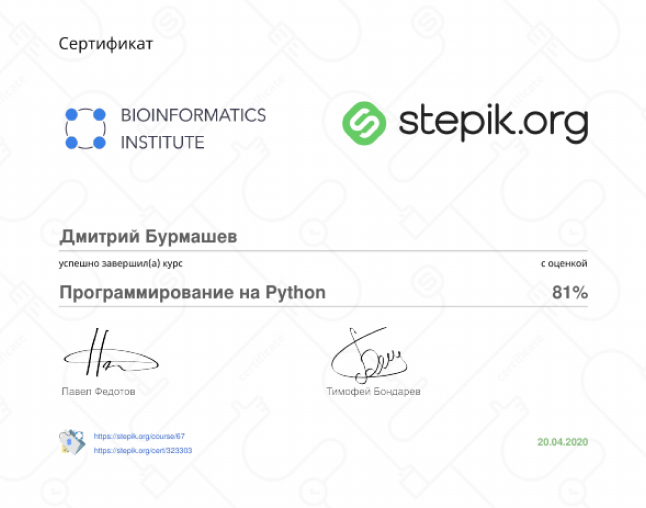 Сертификат
BIOINFORMATICS
INSTITUTE
stepik.org
Дмитрий Бурмашев
успешно завершил(а) курс с оценкой
Программирование на Python 81%
Павел Федотов Тимофей Бондарев
https://stepik.org/course/67
https://stepik.org/cert/323303
20.04.2020